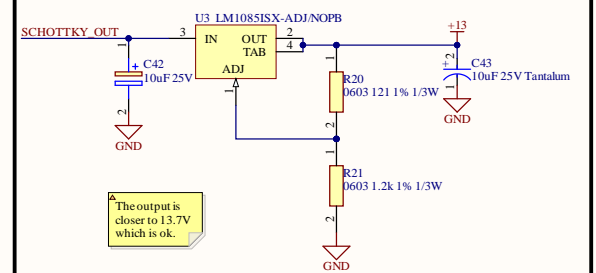 U3 LM1085ISX-ADJ/NOPB
SCHOTTKY_OUT
3
IN
OUT
2
TAB
4
ADJ
1
+13
1
C42
10uF 25V
2
GND
1
R20
0603 121 1% 1/3W
2
2
C43
10uF 25V Tantalum
1
GND
1
R21
0603 1.2k 1% 1/3W
2
GND
The output is
closer to 13.7V
which is ok.